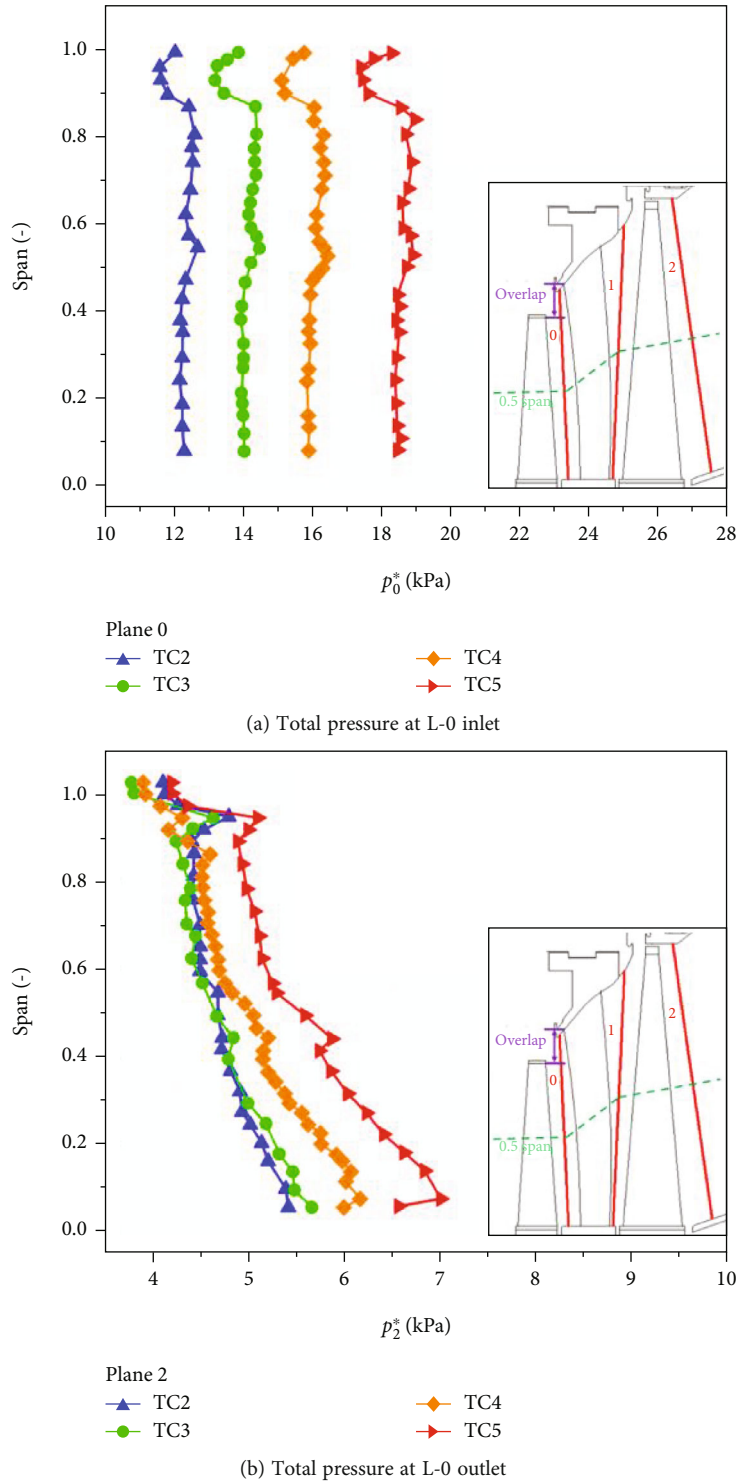 1.0
0.8
0.6
0.4
0.2
0.0
Span (-)
10 12 14 16 18 20 22 24 26 28
p*0 (kPa)
Overlap
0
1
2
0.5 span
Plane 0
TC2 TC4
TC3 TC5
(a) Total pressure at L-0 inlet
1.0
0.8
0.6
0.4
0.2
0.0
Span (-)
4 5 6 7 8 9 10
p*2 (kPa)
Overlap
0
1
2
0.5 span
Plane 2
TC2 TC4
TC3 TC5
(b) Total pressure at L-0 outlet